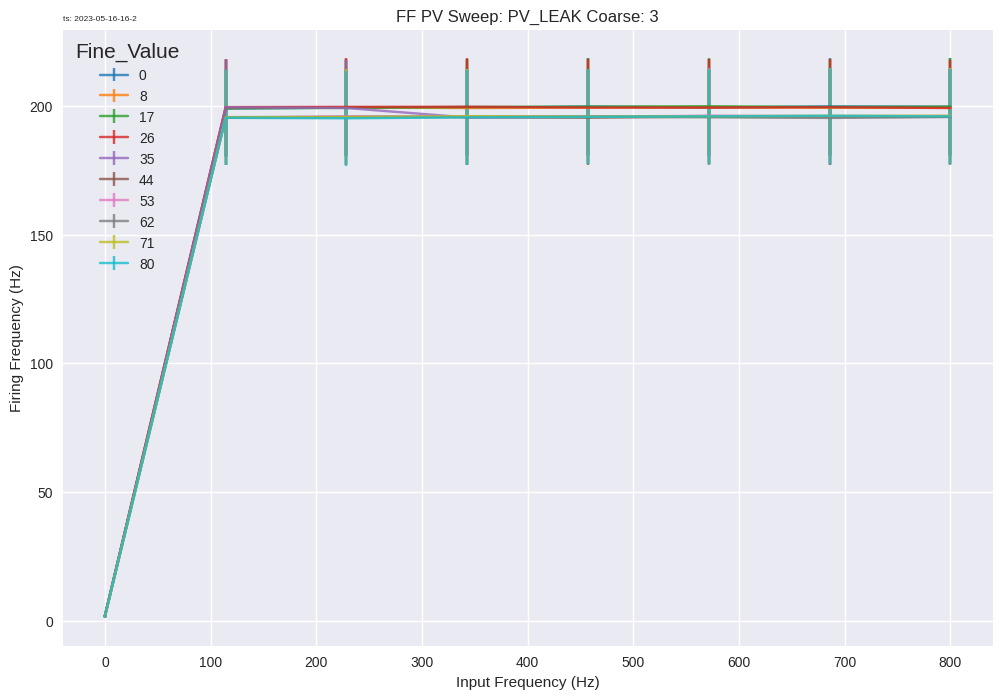 ts: 2023-05-16-16-2
FF PV Sweep: PV_LEAK Coarse: 3
Fine_Value
0
8
17
26
35
44
53
62
71
80
200
150
100
50
0
Firing Frequency (Hz)
0 100 200 300 400 500 600 700 800
Input Frequency (Hz)